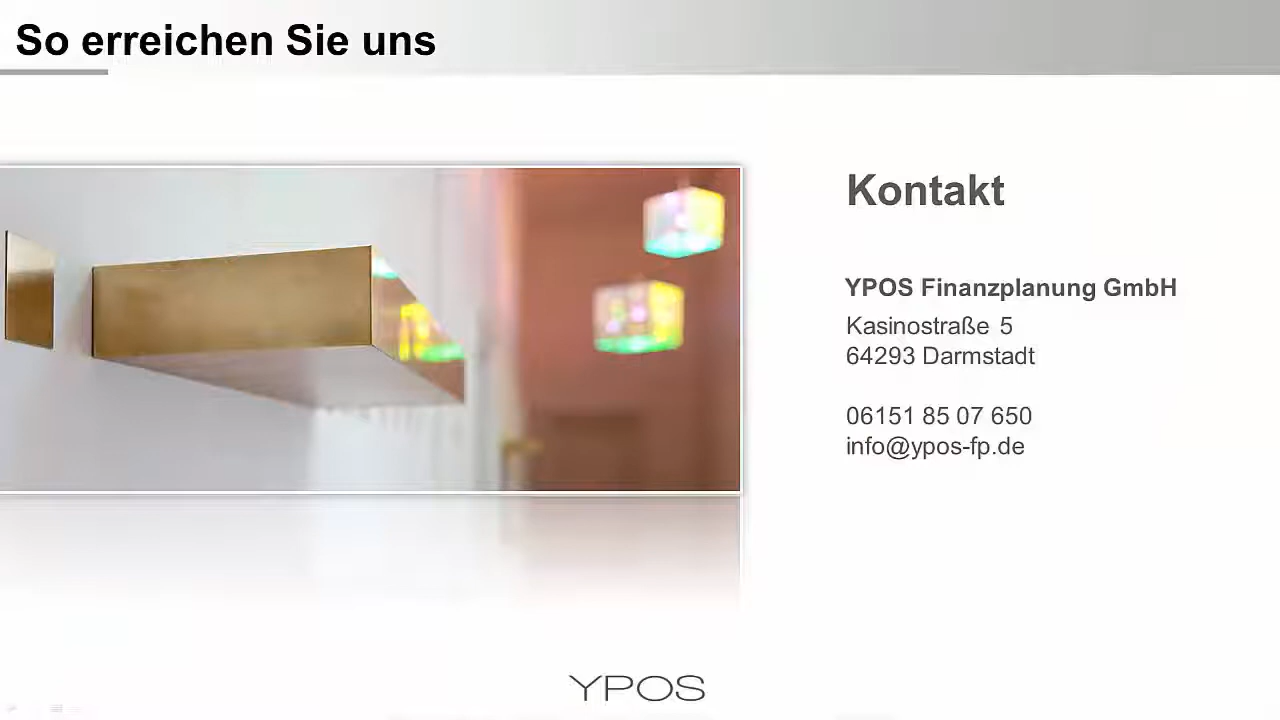 So erreichen Sie uns
Kontakt
YPOS Finanzplanung GmbH
Kasinostraße 5
64293 Darmstadt
06151 85 07 650
info@ypos-fp.de
YPOS